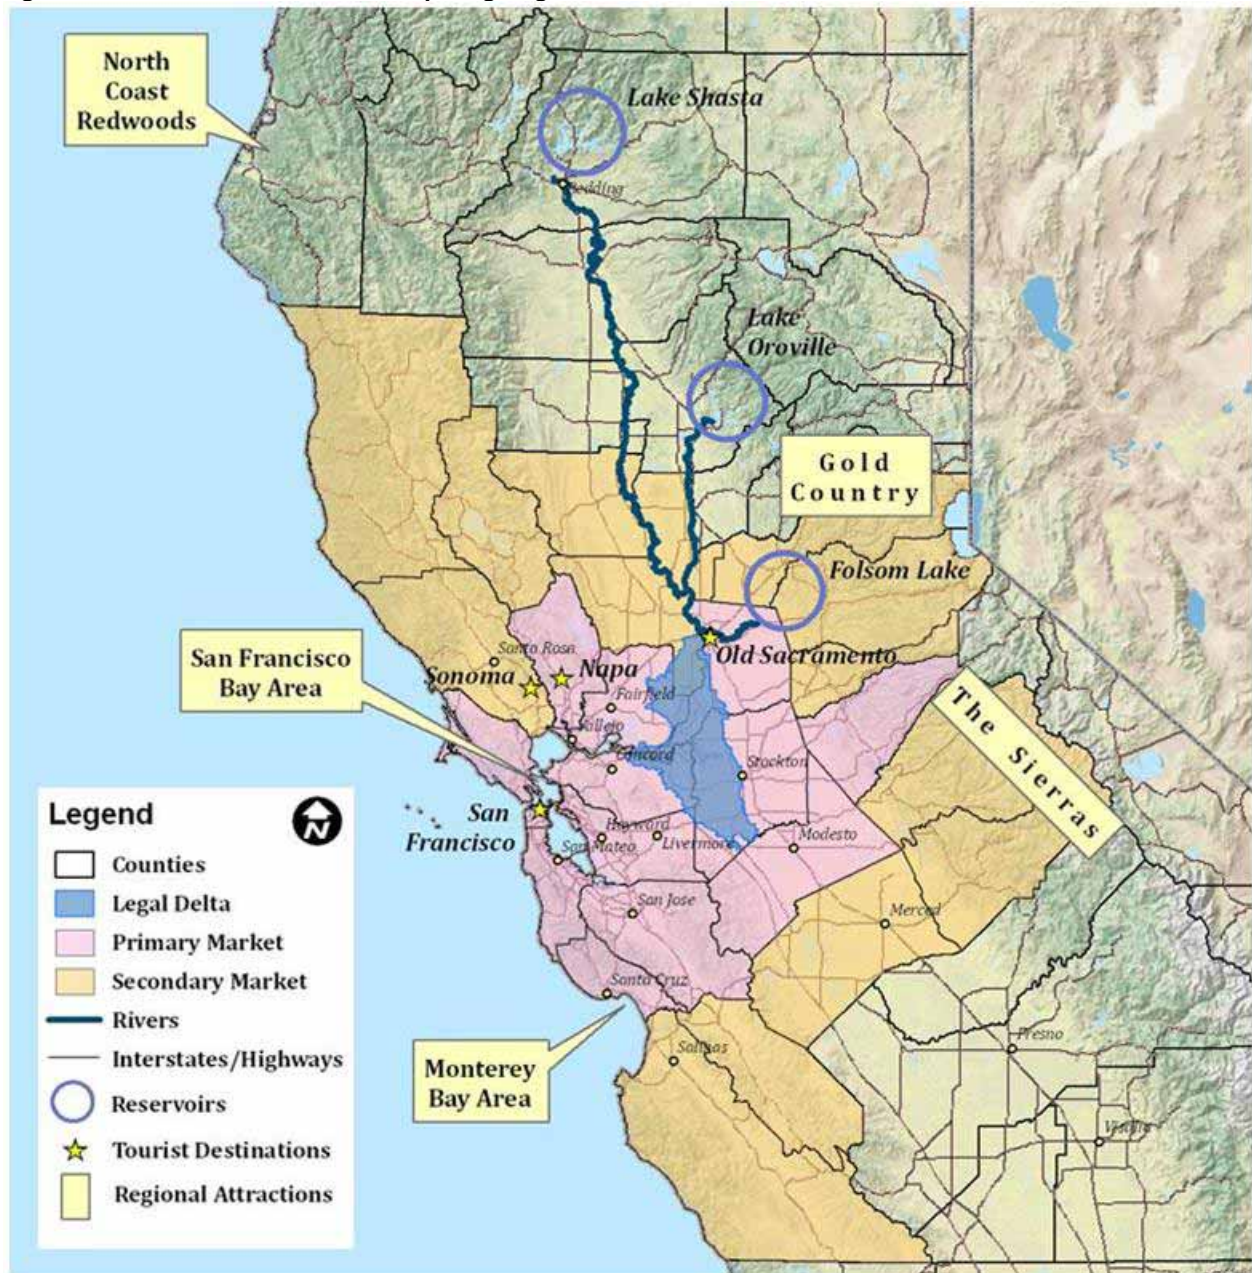 North
Coast
Redwoods
Lake Shasta
Redding
Lake
Oroville
Gold
Country
Folsom Lake
San Francisco
Bay Area
Santa Rosa
Sonoma
Napa
Old Sacramento
Fairfield
Vallejo
Concord
Stockton
The Sierras
San
Francisco
Hayward
Livermore
San Mateo
Modesto
San Jose
Merced
Santa Cruz
Monterey
Bay Area
Salinas
Fresno
Visalia
Legend
N
Counties
Legal Delta
Primary Market
Secondary Market
Rivers
Interstates/Highways
Reservoirs
Tourist Destinations
Regional Attractions